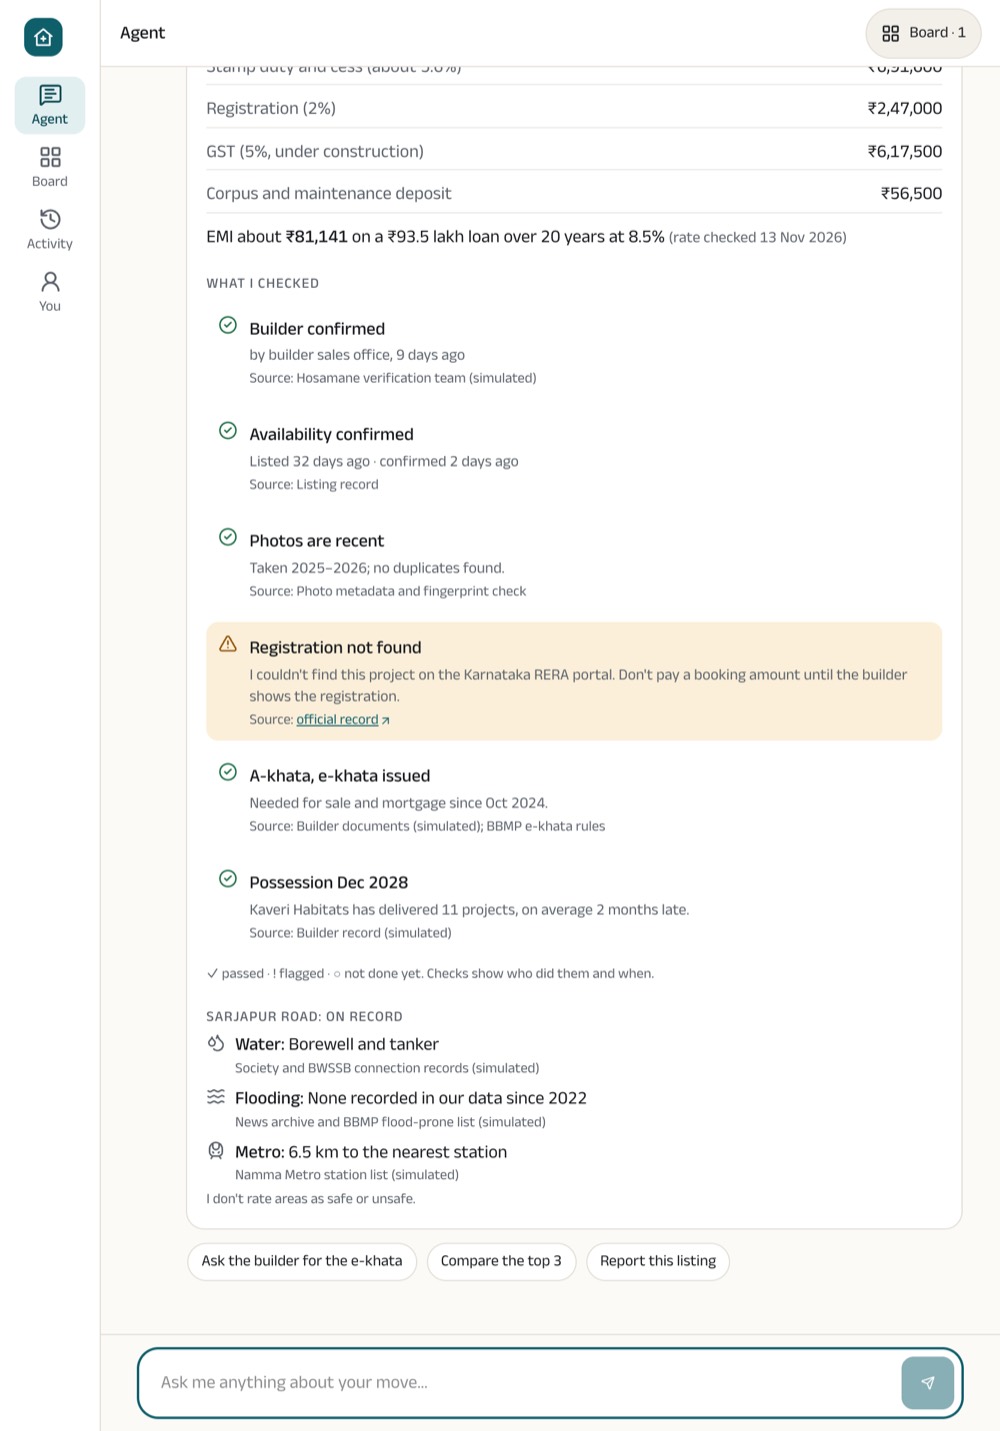 Agent
Board · 1
Agent
Board
Activity
You
Stamp duty and cess (about 5.6%)
₹6,91,600
Registration (2%)
₹2,47,000
GST (5%, under construction)
₹6,17,500
Corpus and maintenance deposit
₹56,500
EMI about ₹81,141 on a ₹93.5 lakh loan over 20 years at 8.5% (rate checked 13 Nov 2026)
WHAT I CHECKED
Builder confirmed
by builder sales office, 9 days ago
Source: Hosamane verification team (simulated)
Availability confirmed
Listed 32 days ago · confirmed 2 days ago
Source: Listing record
Photos are recent
Taken 2025–2026; no duplicates found.
Source: Photo metadata and fingerprint check
Registration not found
I couldn't find this project on the Karnataka RERA portal. Don't pay a booking amount until the builder
shows the registration.
Source: official record ↗
A-khata, e-khata issued
Needed for sale and mortgage since Oct 2024.
Source: Builder documents (simulated); BBMP e-khata rules
Possession Dec 2028
Kaveri Habitats has delivered 11 projects, on average 2 months late.
Source: Builder record (simulated)
✓ passed · ! flagged · ○ not done yet. Checks show who did them and when.
SARJAPUR ROAD: ON RECORD
Water: Borewell and tanker
Society and BWSSB connection records (simulated)
Flooding: None recorded in our data since 2022
News archive and BBMP flood-prone list (simulated)
Metro: 6.5 km to the nearest station
Namma Metro station list (simulated)
I don't rate areas as safe or unsafe.
Ask the builder for the e-khata
Compare the top 3
Report this listing
Ask me anything about your move...